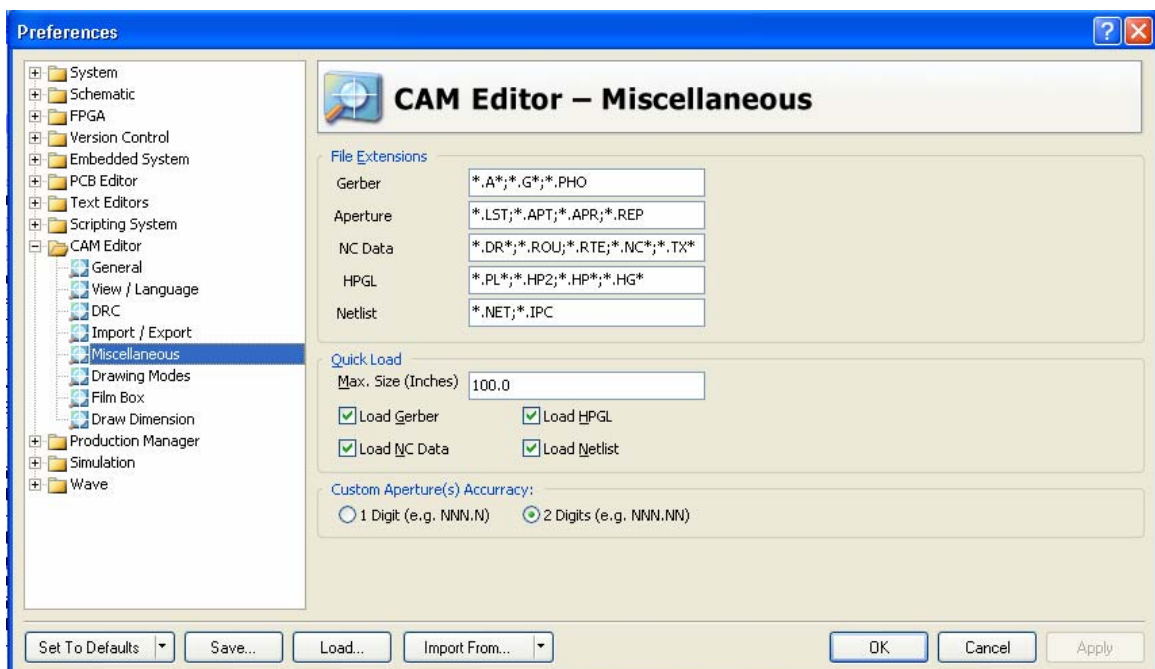 Preferences
System
Schematic
FPGA
Version Control
Embedded System
PCB Editor
Text Editors
Scripting System
CAM Editor
General
View / Language
DRC
Import / Export
Miscellaneous
Drawing Modes
Film Box
Draw Dimension
Production Manager
Simulation
Wave
CAM Editor – Miscellaneous
File Extensions
Gerber *.A*;*.G*;*.PHO
Aperture *.LST;*.APT;*.APR;*.REP
NC Data *.DR*;*.ROU;*.RTE;*.NC*;*.TX*
HPGL *.PL*;*.HP2;*.HP*;*.HG*
Netlist *.NET;*.IPC
Quick Load
Max. Size (Inches) 100.0
Load Gerber Load HPGL
Load NC Data Load Netlist
Custom Aperture(s) Accurracy:
1 Digit (e.g. NNN.N) 2 Digits (e.g. NNN.NN)
Set To Defaults Save... Load... Import From... OK Cancel Apply